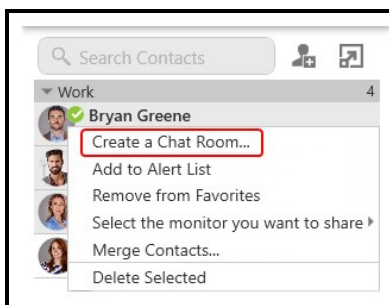 Search Contacts
Work 4
Bryan Greene
Create a Chat Room...
Add to Alert List
Remove from Favorites
Select the monitor you want to share
Merge Contacts...
Delete Selected